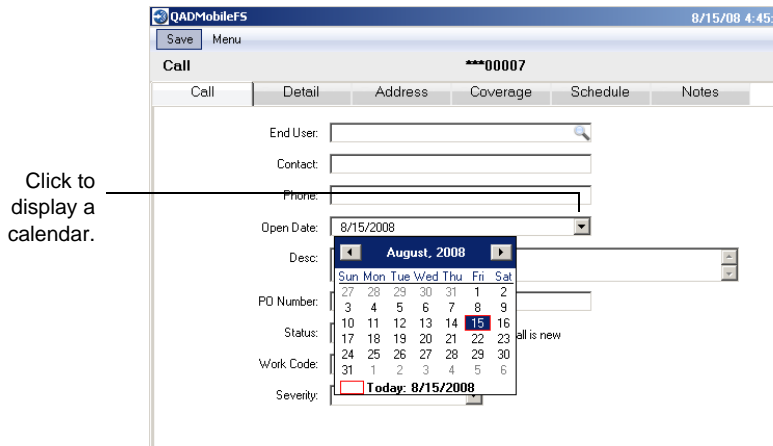 QADMobileFS 8/15/08 4:45:
Save Menu
Call ***00007
Call Detail Address Coverage Schedule Notes
End User:
Contact:
Click to
display a
calendar.
Phone:
Open Date: 8/15/2008
Desc:
August, 2008
Sun Mon Tue Wed Thu Fri Sat
27 28 29 30 31 1 2
PO Number:
3 4 5 6 7 8 9
10 11 12 13 14 15 16
Status: all is new
17 18 19 20 21 22 23
24 25 26 27 28 29 30
Work Code:
31 1 2 3 4 5 6
Today: 8/15/2008
Severity: